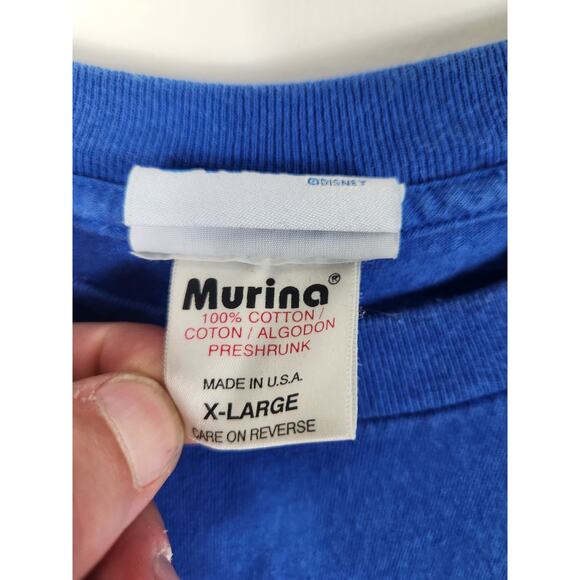 ©DISNEY
Murina®
100% COTTON /
COTON / ALGODON
PRESHRUNK
MADE IN U.S.A.
X-LARGE
CARE ON REVERSE